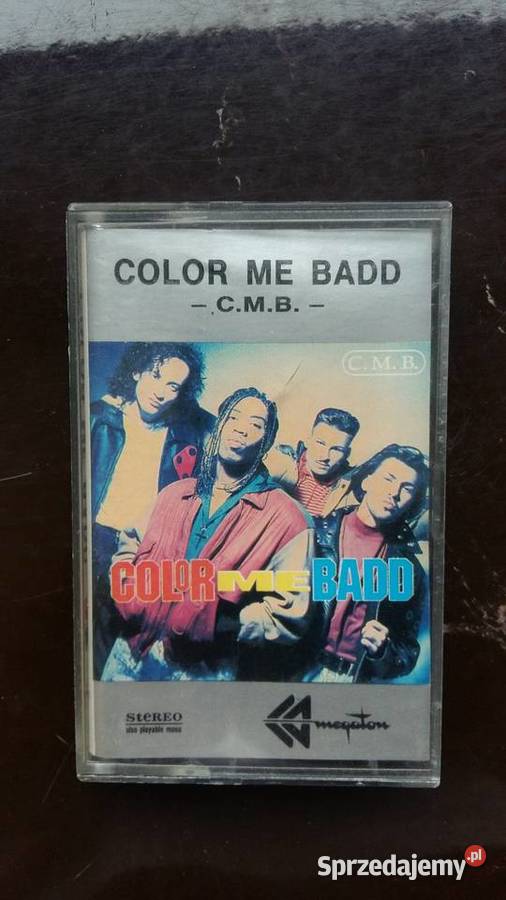 COLOR ME BADD
- C.M.B. -
C.M.B.
COLOR ME BADD
STEREO
also playable mono
megaton
Sprzedajemy.pl